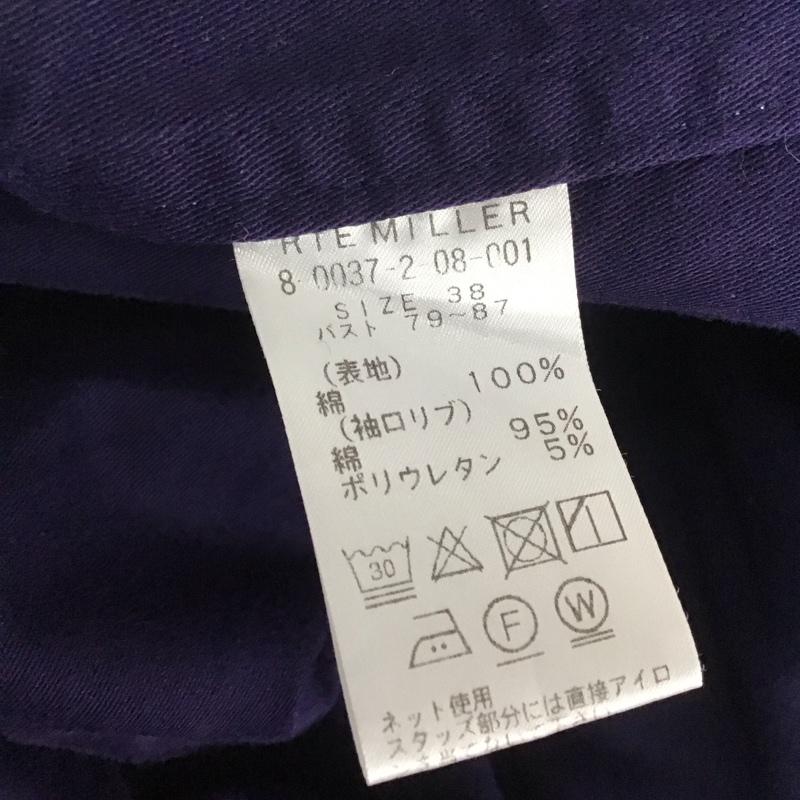 RIE MILLER
8-0037-2-08-001
SIZE 38
バスト 79~87
(表地)
綿 100%
(袖口リブ)
綿 95%
ポリウレタン 5%
30
F
W
ネット使用
スタッズ部分には直接アイロ